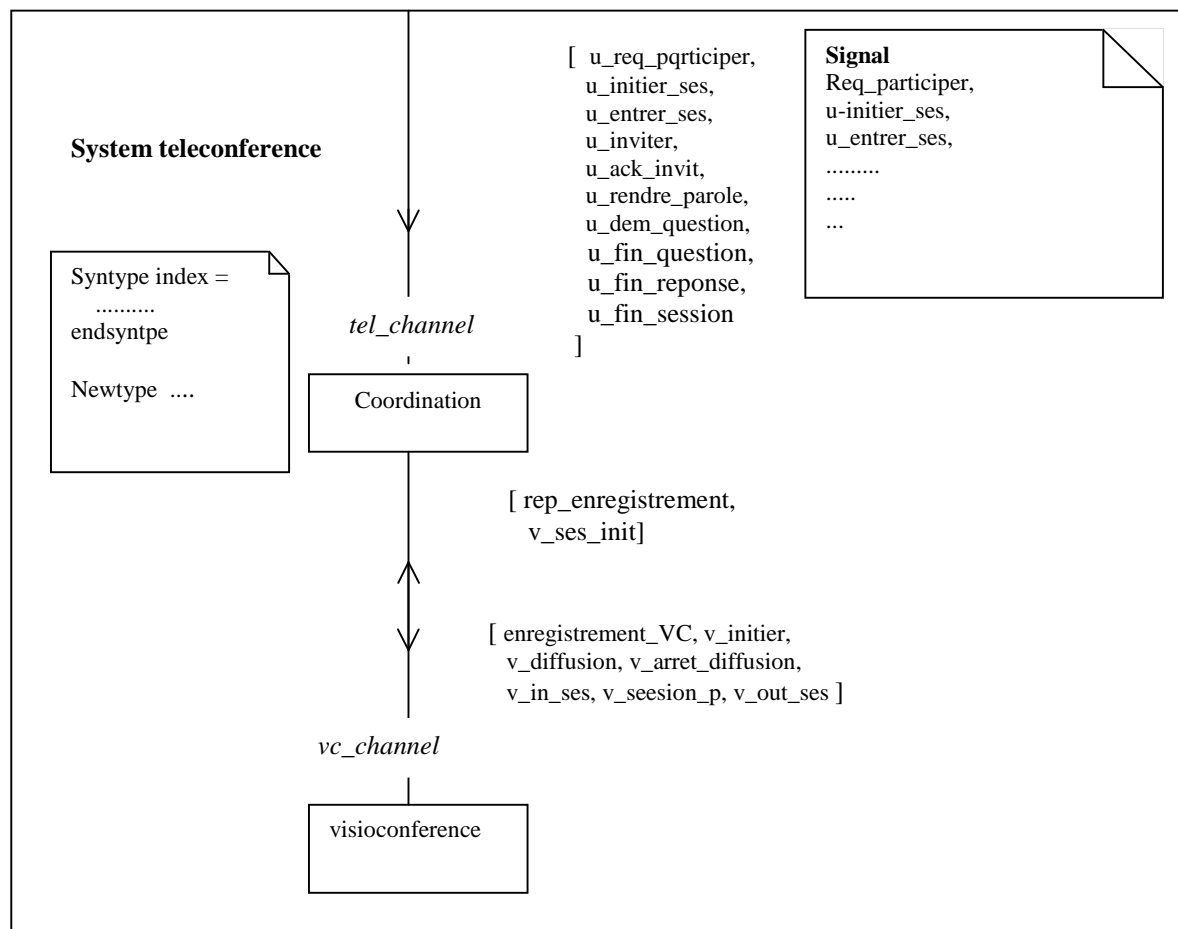 System teleconference
[ u_req_pqrticiper,
u_initier_ses,
u_entrer_ses,
u_inviter,
u_ack_invit,
u_rendre_parole,
u_dem_question,
u_fin_question,
u_fin_reponse,
u_fin_session
]
Signal
Req_participer,
u-initier_ses,
u_entrer_ses,
.........
.....
...
Syntype index =
..........
endsyntpe
Newtype ....
tel_channel
Coordination
[ rep_enregistrement,
v_ses_init]
[ enregistrement_VC, v_initier,
v_diffusion, v_arret_diffusion,
v_in_ses, v_seesion_p, v_out_ses ]
vc_channel
visioconference